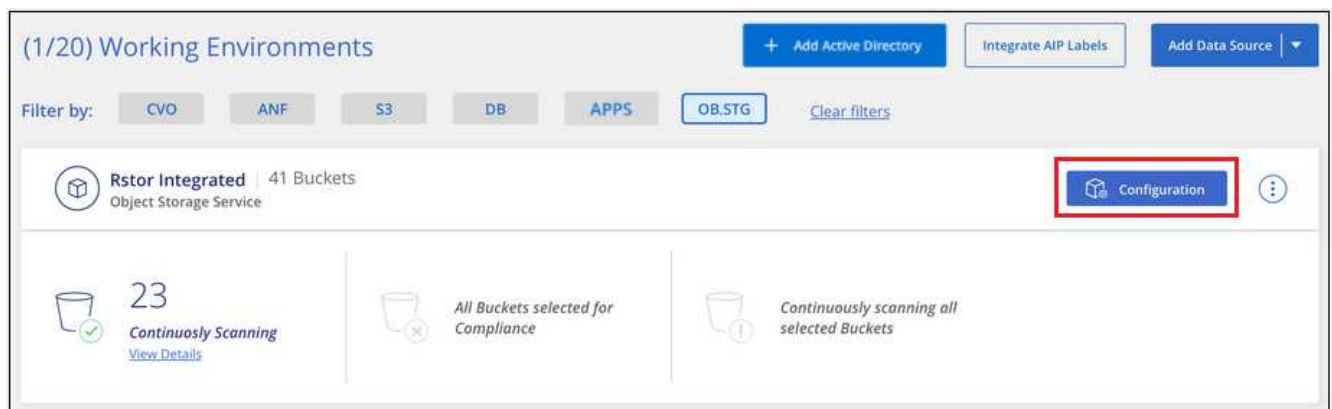 (1/20) Working Environments
+ Add Active Directory
Integrate AIP Labels
Add Data Source
Filter by:
CVO
ANF
S3
DB
APPS
OB.STG
Clear filters
Rstor Integrated | 41 Buckets
Object Storage Service
Configuration
23
Continuosly Scanning
View Details
All Buckets selected for
Compliance
Continuously scanning all
selected Buckets